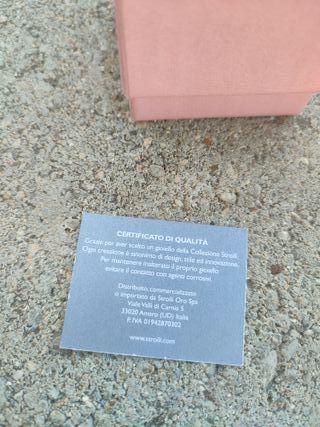 CERTIFICATO DI QUALITÀ
Grazie per aver scelto un gioiello della Collezione Stroili.
Ogni creazione è sinonimo di design, stile ed innovazione.
Per mantenere inalterato il proprio gioiello
evitare il contatto con agenti corrosivi.
Distribuito, commercializzato
o importato da Stroili Oro Spa
Viale Valli di Carnia 5
33020 Amaro (UD) Italia
P. IVA 01942870302
www.stroili.com